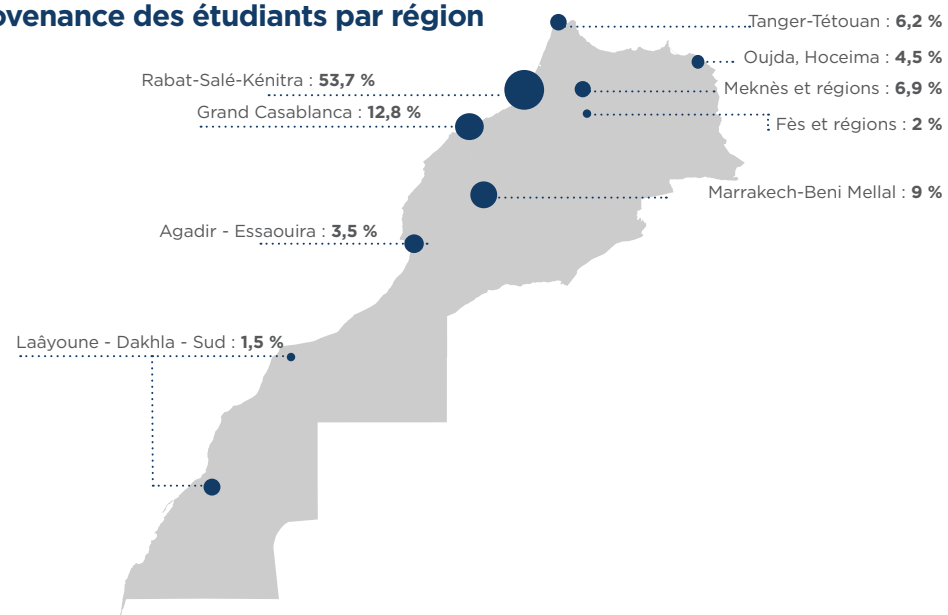 ovenance des étudiants par région
Tanger-Tétouan : 6,2 %
Oujda, Hoceima : 4,5 %
Rabat-Salé-Kénitra : 53,7 %
Meknès et régions : 6,9 %
Grand Casablanca : 12,8 %
Fès et régions : 2 %
Marrakech-Beni Mellal : 9 %
Agadir - Essaouira : 3,5 %
Laâyoune - Dakhla - Sud : 1,5 %